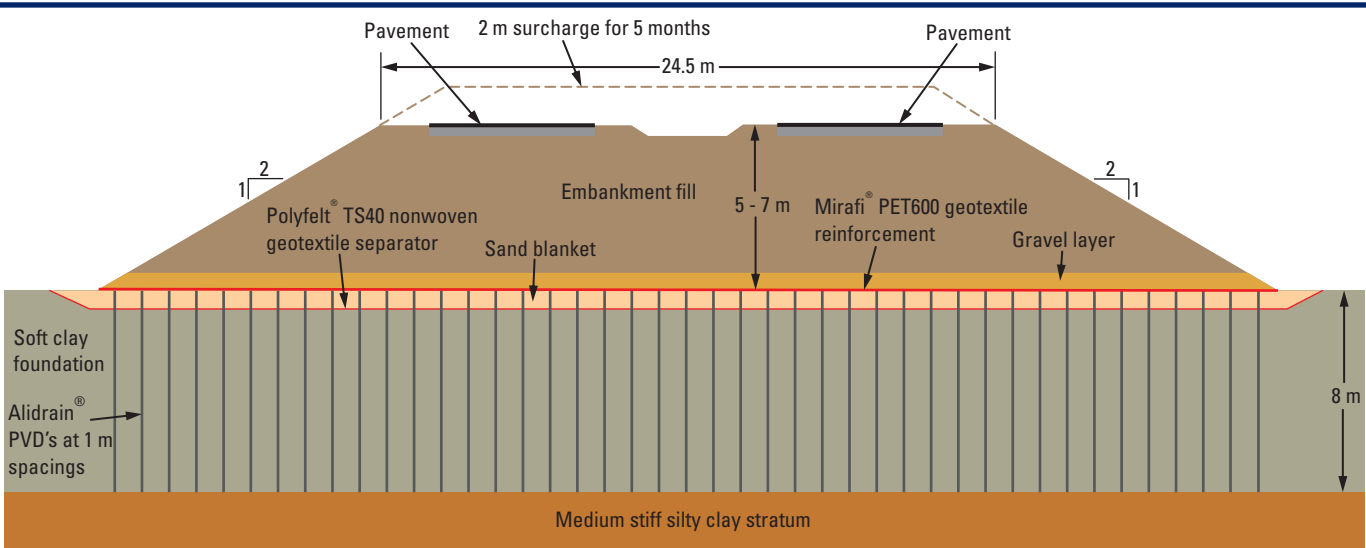 Pavement
2 m surcharge for 5 months
Pavement
24.5 m
2
1
2
1
Embankment fill
5 - 7 m
Polyfelt® TS40 nonwoven
geotextile separator
Sand blanket
Mirafi® PET600 geotextile
reinforcement
Gravel layer
Soft clay
foundation
Alidrain®
PVD's at 1 m
spacings
8 m
Medium stiff silty clay stratum